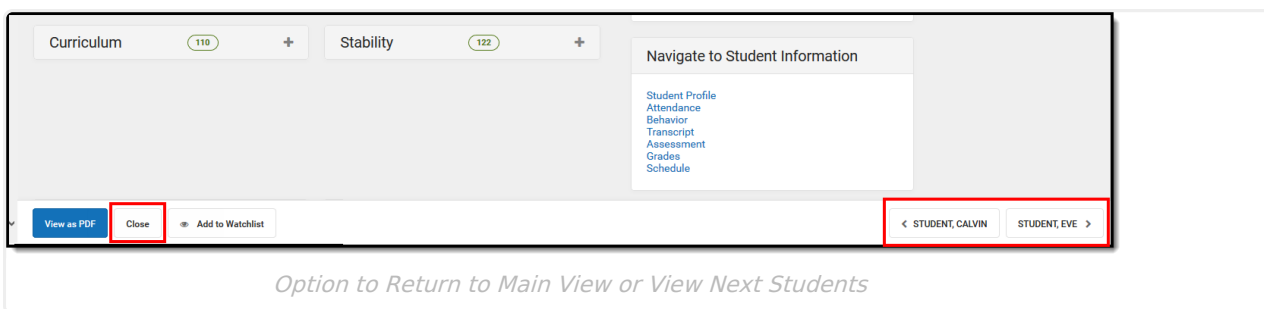 Curriculum 110 +
Stability 122 +
Navigate to Student Information
Student Profile
Attendance
Behavior
Transcript
Assessment
Grades
Schedule
View as PDF
Close
Add to Watchlist
< STUDENT, CALVIN
STUDENT, EVE >
Option to Return to Main View or View Next Students